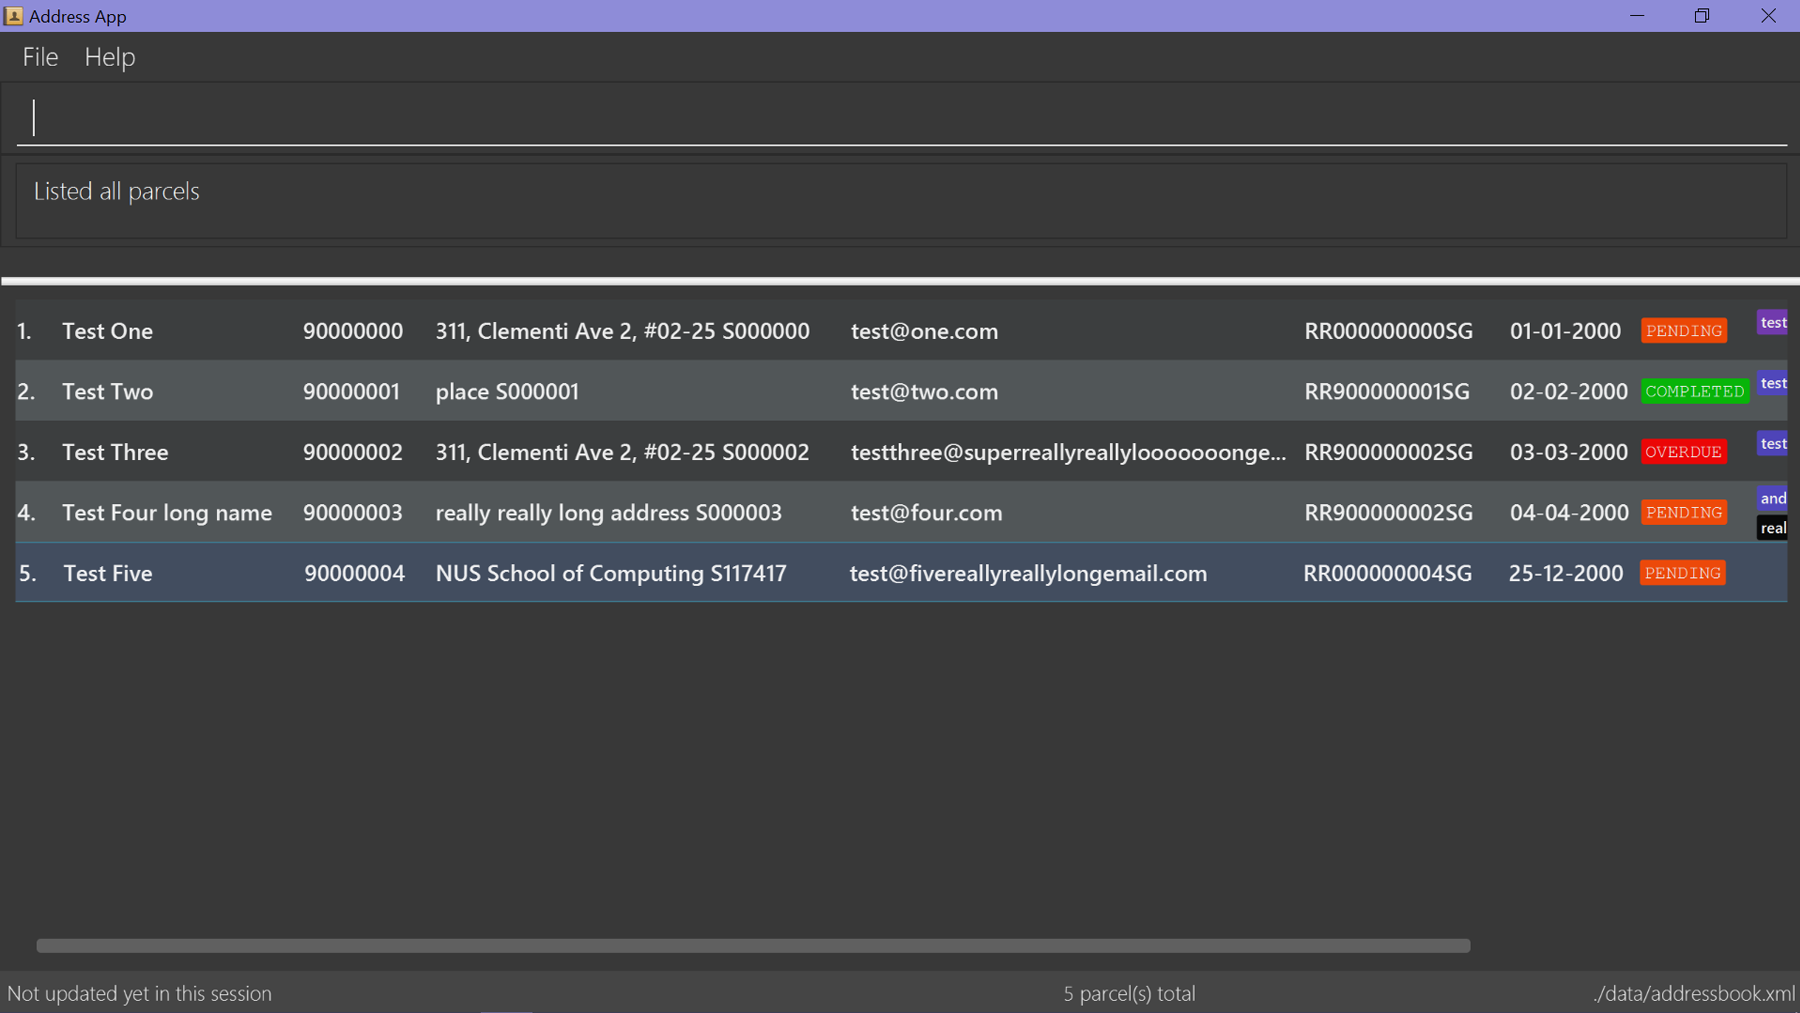 Address App
File Help
Listed all parcels
1. Test One 90000000 311, Clementi Ave 2, #02-25 S000000 test@one.com RR000000000SG 01-01-2000 PENDING test
2. Test Two 90000001 place S000001 test@two.com RR900000001SG 02-02-2000 COMPLETED test
3. Test Three 90000002 311, Clementi Ave 2, #02-25 S000002 testthree@superreallyreallylooooooonge... RR900000002SG 03-03-2000 OVERDUE test
4. Test Four long name 90000003 really really long address S000003 test@four.com RR900000002SG 04-04-2000 PENDING and
real
5. Test Five 90000004 NUS School of Computing S117417 test@fivereallyreallylongemail.com RR000000004SG 25-12-2000 PENDING
Not updated yet in this session 5 parcel(s) total ./data/addressbook.xml